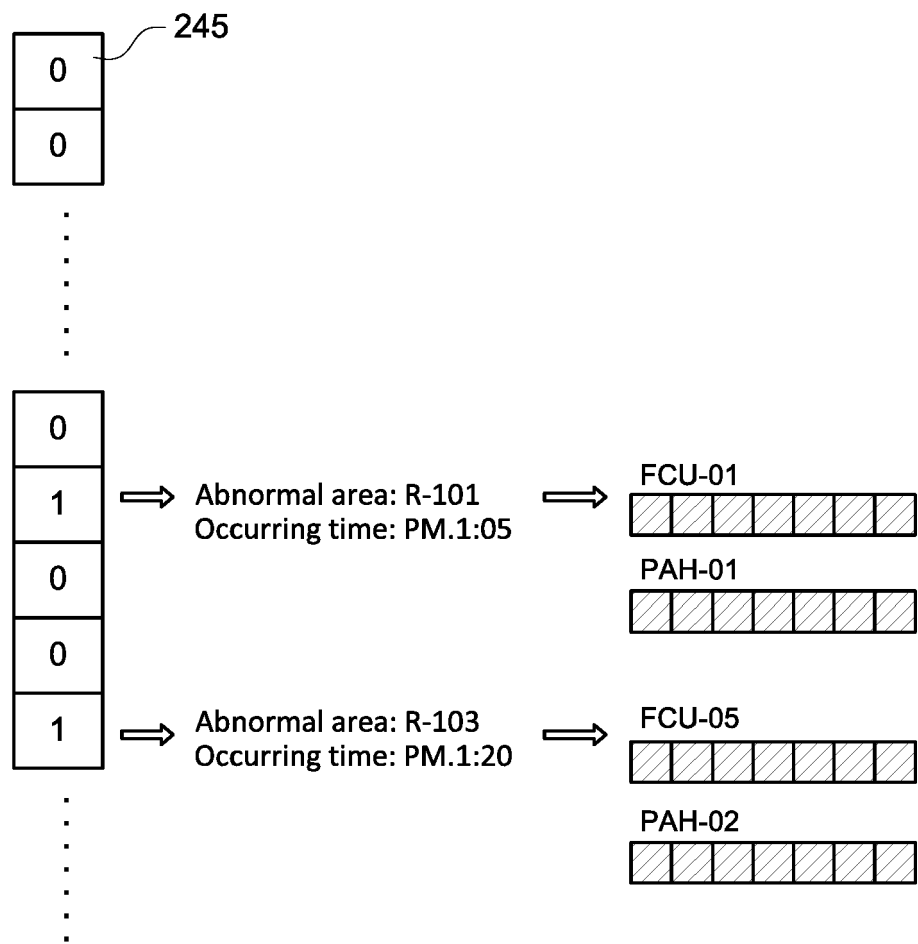 245
0
0
0
1
Abnormal area: R-101
Occurring time: PM.1:05
FCU-01
PAH-01
0
0
1
Abnormal area: R-103
Occurring time: PM.1:20
FCU-05
PAH-02